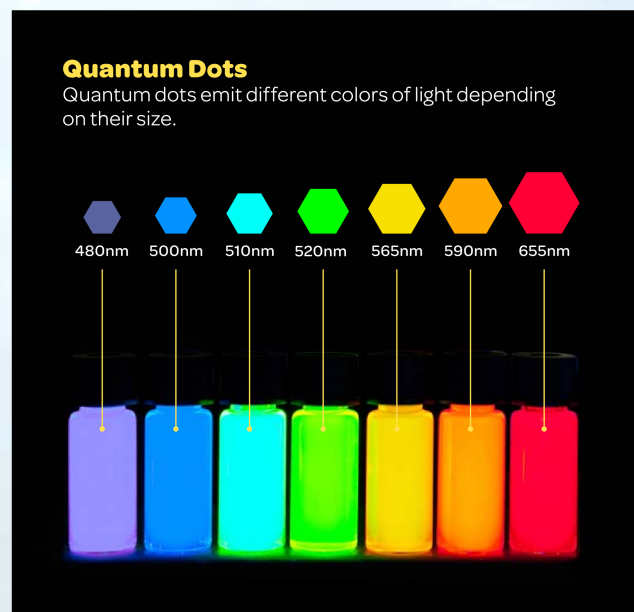 Quantum Dots
Quantum dots emit different colors of light depending
on their size.
480nm 500nm 510nm 520nm 565nm 590nm 655nm